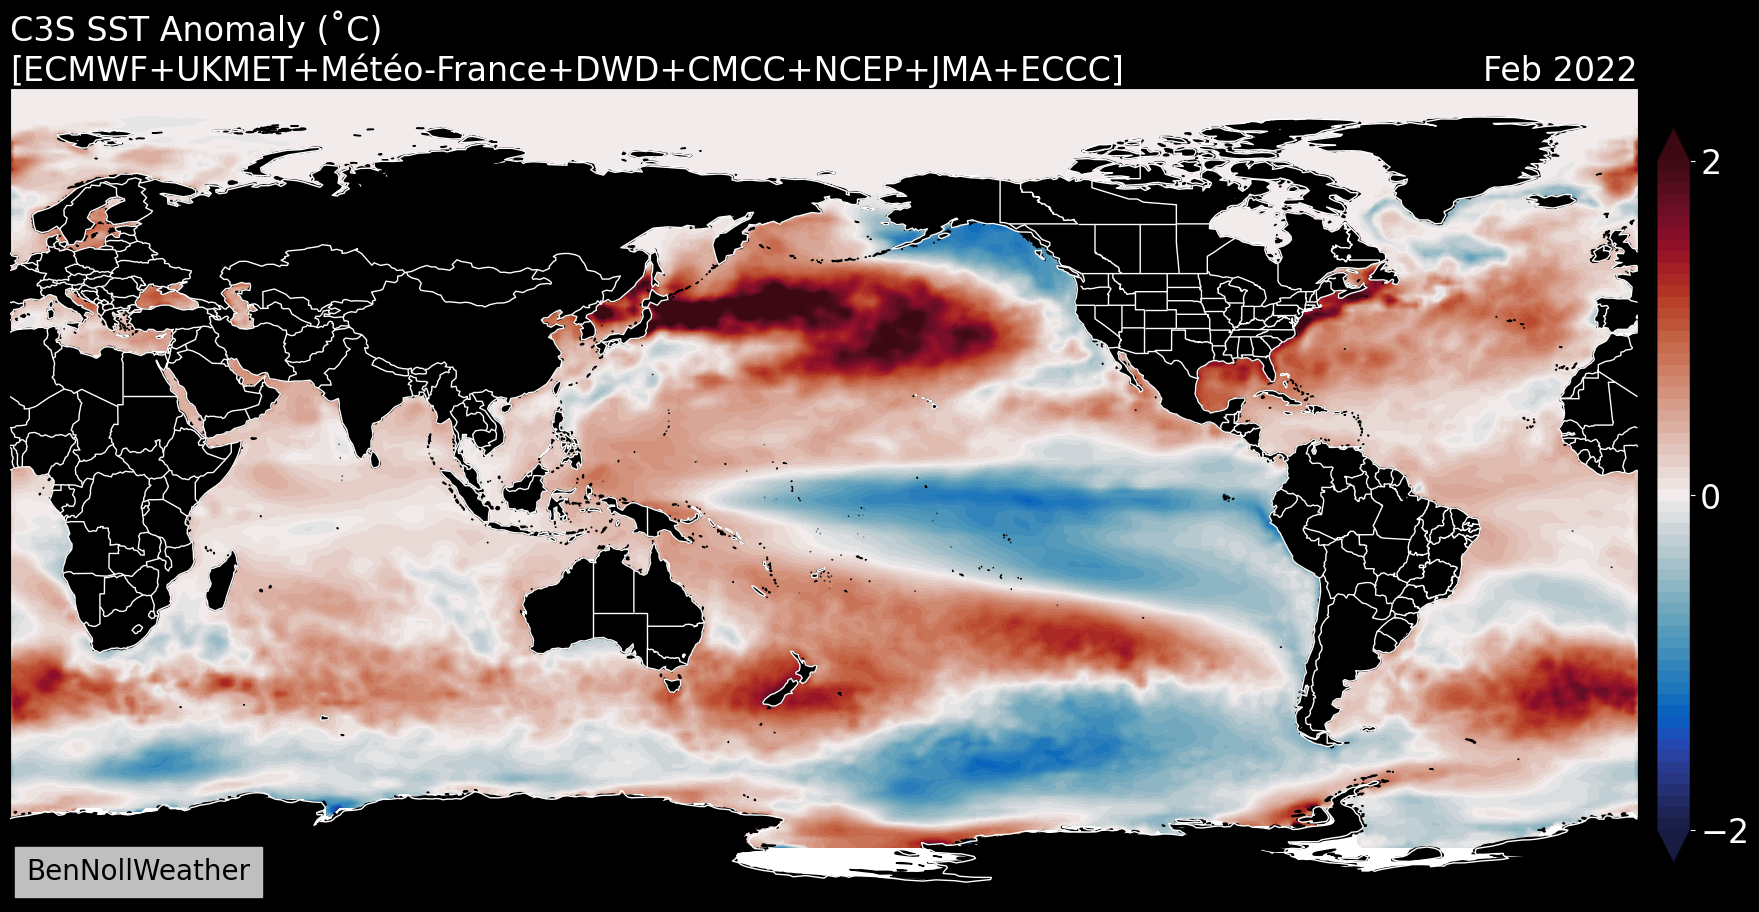 C3S SST Anomaly (˚C)
[ECMWF+UKMET+Météo-France+DWD+CMCC+NCEP+JMA+ECCC]
Feb 2022
2
0
−2
BenNollWeather